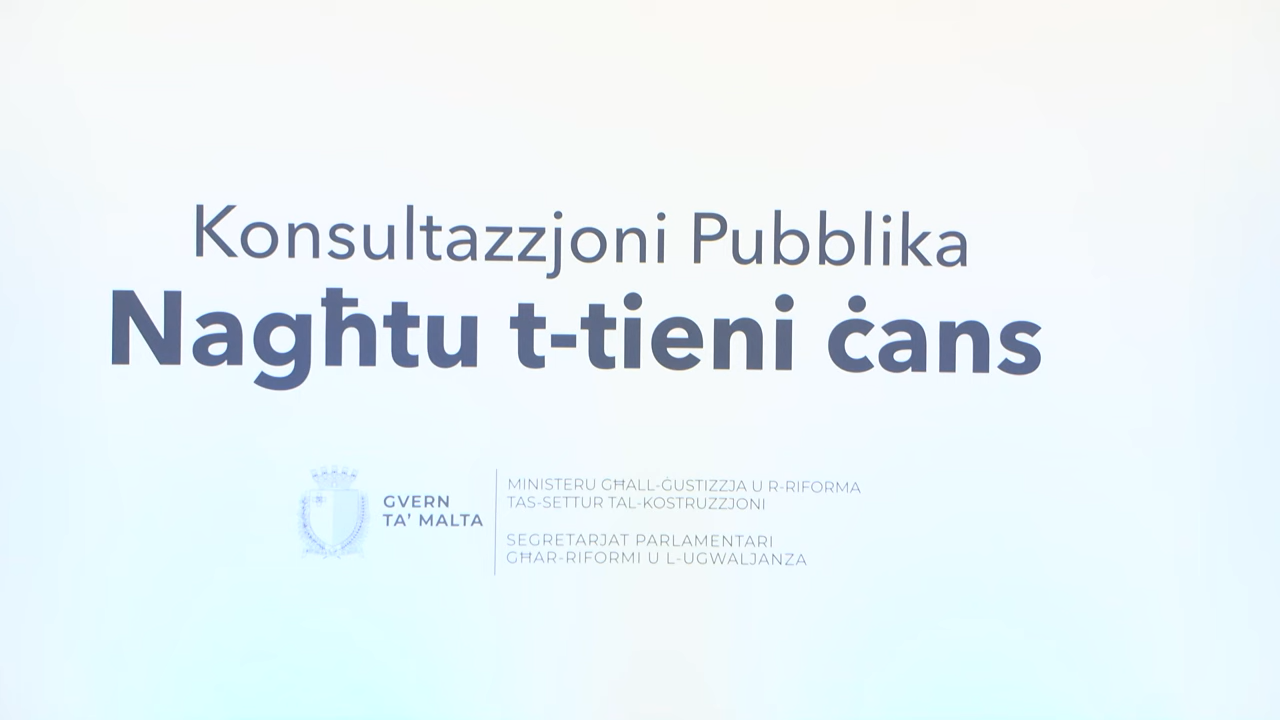 Konsultazzjoni Pubblika
Nagħtu t-tieni ċans
GVERN
TA' MALTA
MINISTERU GĦALL-ĠUSTIZZJA U R-RIFORMA
TAS-SETTUR TAL-KOSTRUZZJONI
SEGRETARJAT PARLAMENTARI
GĦAR-RIFORMI U L-UGWALJANZA